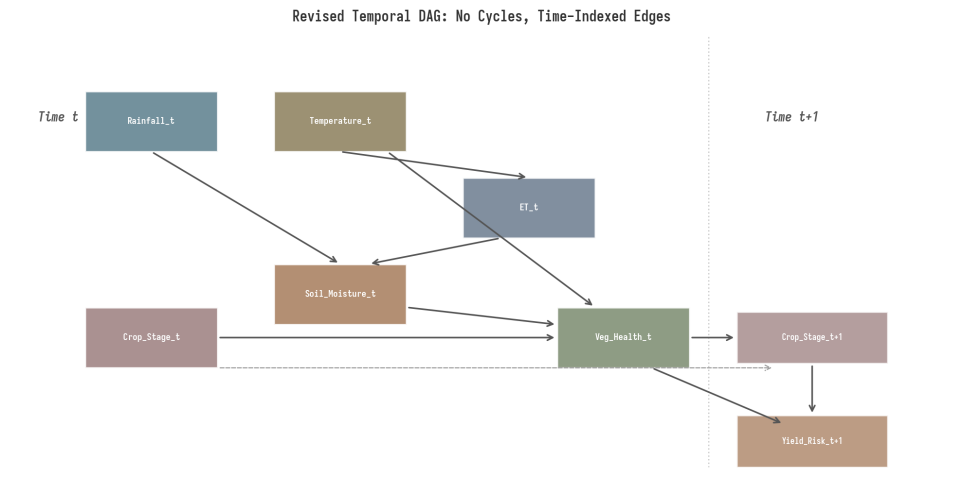 Revised Temporal DAG: No Cycles, Time-Indexed Edges
Time t
Rainfall_t
Temperature_t
Time t+1
ET_t
Soil_Moisture_t
Crop_Stage_t
Veg_Health_t
Crop_Stage_t+1
Yield_Risk_t+1